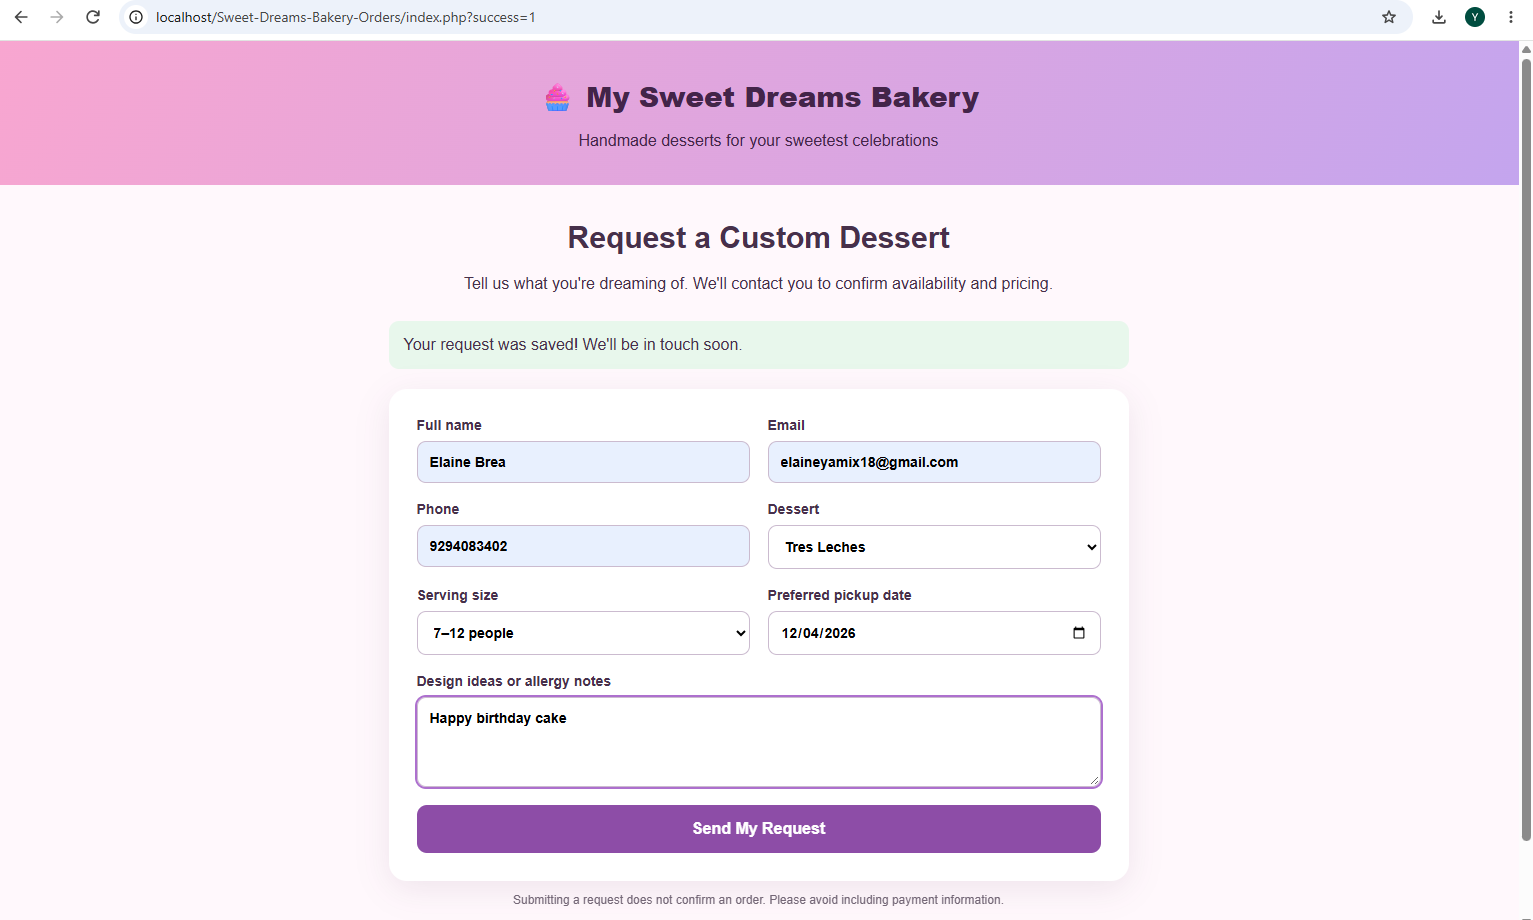 localhost/Sweet-Dreams-Bakery-Orders/index.php?success=1
Y
My Sweet Dreams Bakery
Handmade desserts for your sweetest celebrations
Request a Custom Dessert
Tell us what you're dreaming of. We'll contact you to confirm availability and pricing.
Your request was saved! We'll be in touch soon.
Full name
Email
Elaine Brea
elaineyamix18@gmail.com
Phone
Dessert
9294083402
Tres Leches
Serving size
Preferred pickup date
7–12 people
12/04/2026
Design ideas or allergy notes
Happy birthday cake
Send My Request
Submitting a request does not confirm an order. Please avoid including payment information.